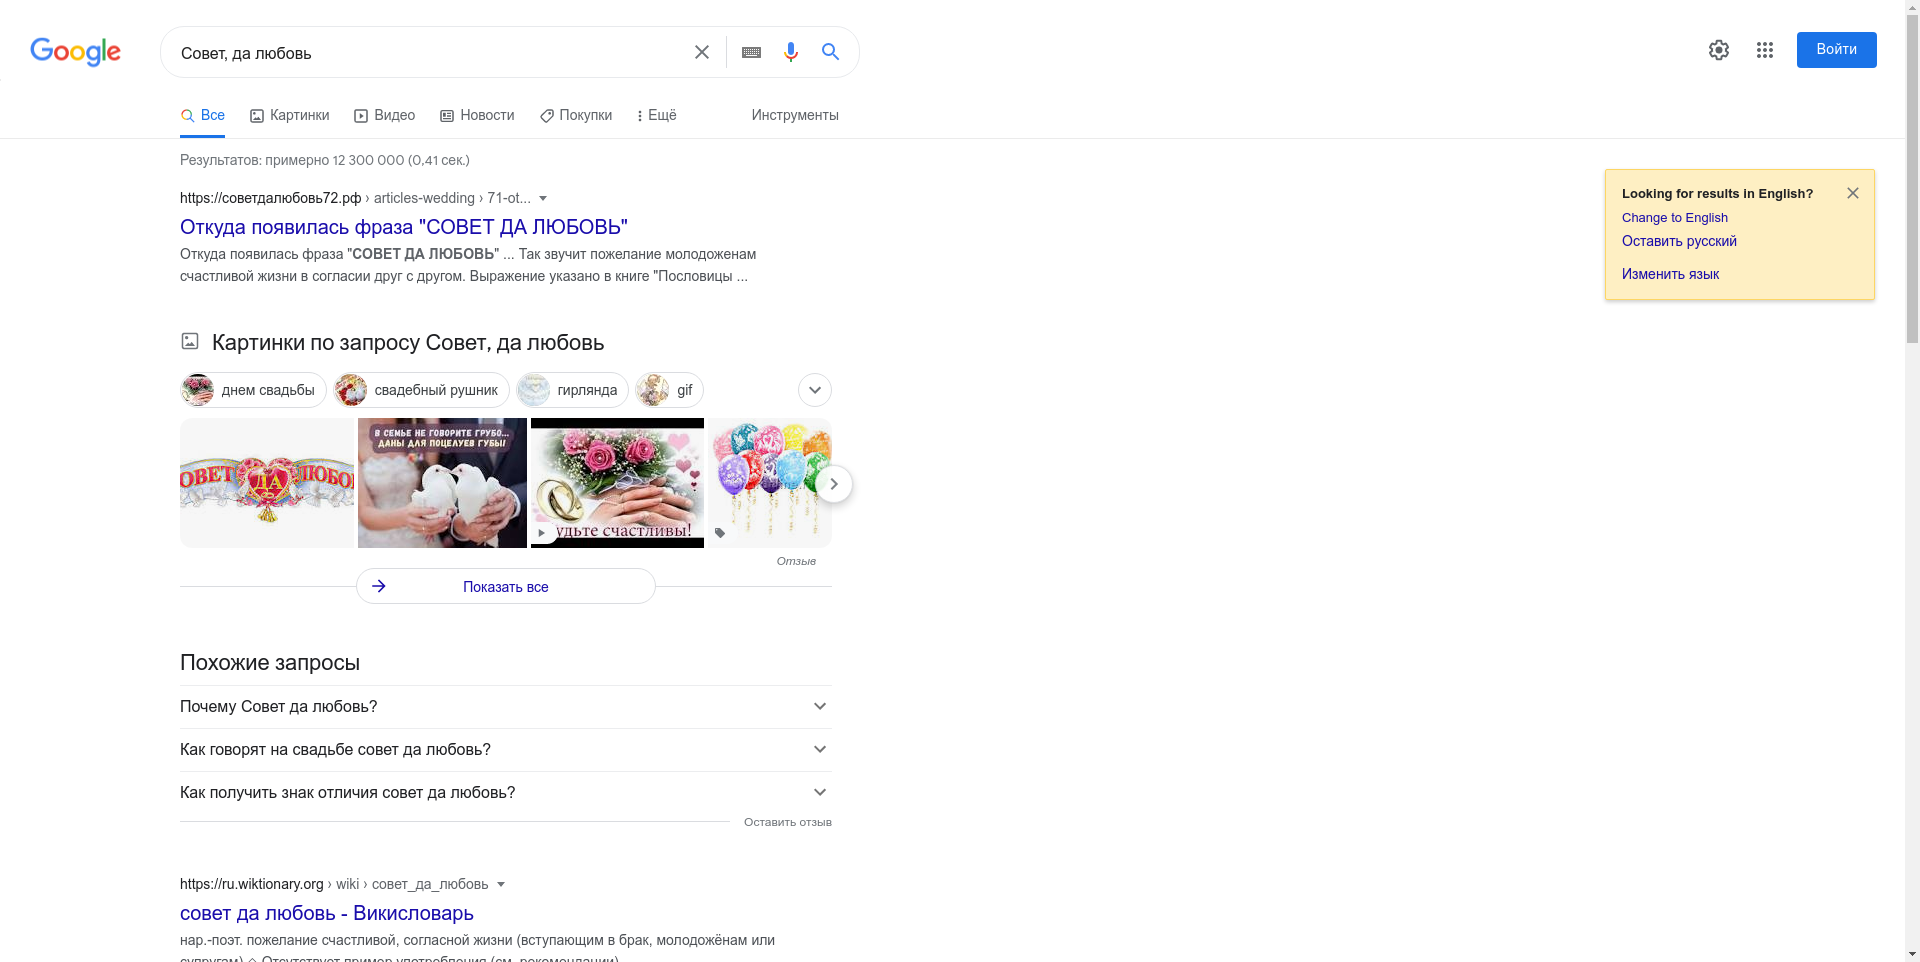 Google
Совет, да любовь
Войти
Все
Картинки
Видео
Новости
Покупки
Ещё
Инструменты
Результатов: примерно 12 300 000 (0,41 сек.)
https://советдалюбовь72.рф › articles-wedding › 71-ot...
Откуда появилась фраза "СОВЕТ ДА ЛЮБОВЬ"
Откуда появилась фраза "СОВЕТ ДА ЛЮБОВЬ" ... Так звучит пожелание молодоженам
счастливой жизни в согласии друг с другом. Выражение указано в книге "Пословицы ...
Looking for results in English?
Change to English
Оставить русский
Изменить язык
Картинки по запросу Совет, да любовь
днем свадьбы
свадебный рушник
гирлянда
gif
ОВЕТ ДА ЛЮБО
В СЕМЬЕ НЕ ГОВОРИТЕ ГРУБО...
ДАНЫ ДЛЯ ПОЦЕЛУЕВ ГУБЫ!
удьте счастливы!
Отзыв
Показать все
Похожие запросы
Почему Совет да любовь?
Как говорят на свадьбе совет да любовь?
Как получить знак отличия совет да любовь?
Оставить отзыв
https://ru.wiktionary.org › wiki › совет_да_любовь
совет да любовь - Викисловарь
нар.-поэт. пожелание счастливой, согласной жизни (вступающим в брак, молодожёнам или
супругам) ◇ Отсутствует пример употребления (см. рекомендации).